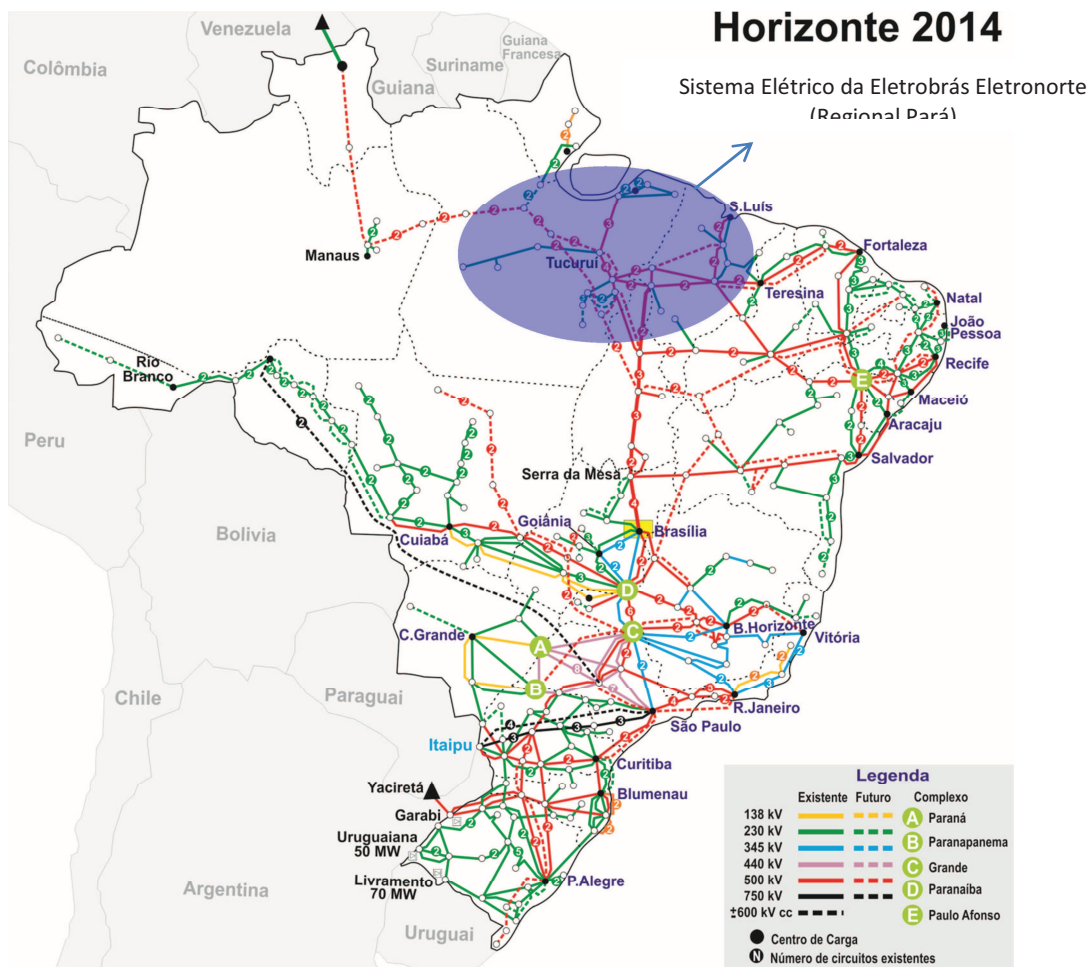 Horizonte 2014
Sistema Elétrico da Eletrobrás Eletronorte
(Regional Pará)
Venezuela
Colômbia
Guiana
Suriname
Guiana
Francesa
Manaus
Tucuruí
S.Luís
Fortaleza
Teresina
Natal
João
Pessoa
Recife
Maceió
Aracaju
Salvador
Rio
Branco
Peru
Serra da Mesa
Bolivia
Cuiabá
Goiânia
Brasília
D
C
E
B.Horizonte
Vitória
C.Grande
A
B
Chile
Paraguai
R.Janeiro
São Paulo
Itaipu
Curitiba
Yaciretá
Blumenau
Garabi
Uruguaiana
50 MW
Livramento
70 MW
P.Alegre
Argentina
Uruguai
Legenda
Existente Futuro Complexo
138 kV A Paraná
230 kV B Paranapanema
345 kV
440 kV C Grande
500 kV D Paranaíba
750 kV
±600 kV cc E Paulo Afonso
Centro de Carga
N Número de circuitos existentes